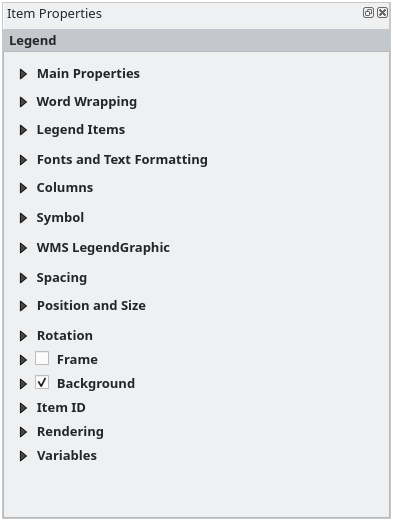 Item Properties
Legend
Main Properties
Word Wrapping
Legend Items
Fonts and Text Formatting
Columns
Symbol
WMS LegendGraphic
Spacing
Position and Size
Rotation
Frame
Background
Item ID
Rendering
Variables